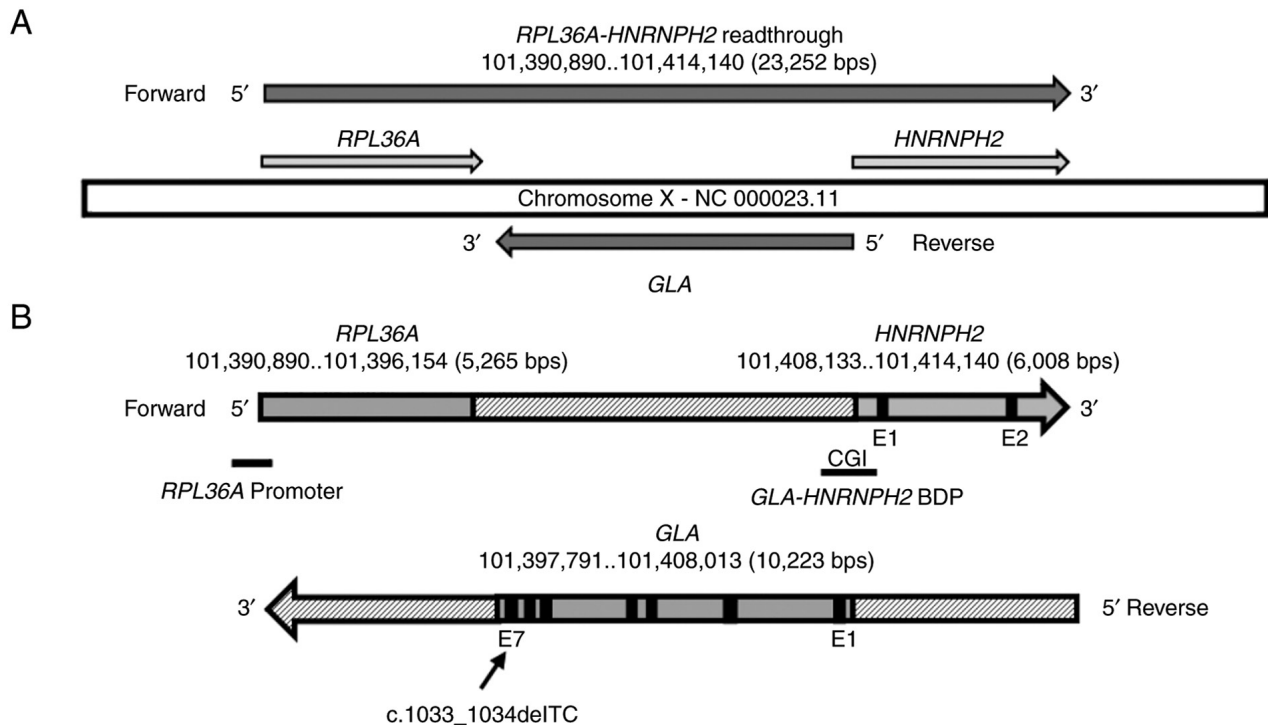 A
RPL36A-HNRNPH2 readthrough
101,390,890..101,414,140 (23,252 bps)
Forward 5′ 3′
RPL36A HNRNPH2
Chromosome X - NC 000023.11
3′ 5′ Reverse
GLA
B
RPL36A HNRNPH2
101,390,890..101,396,154 (5,265 bps) 101,408,133..101,414,140 (6,008 bps)
Forward 5′ 3′
E1 E2
CGI
RPL36A Promoter GLA-HNRNPH2 BDP
GLA
101,397,791..101,408,013 (10,223 bps)
3′ 5′ Reverse
E7 E1
c.1033_1034delTC